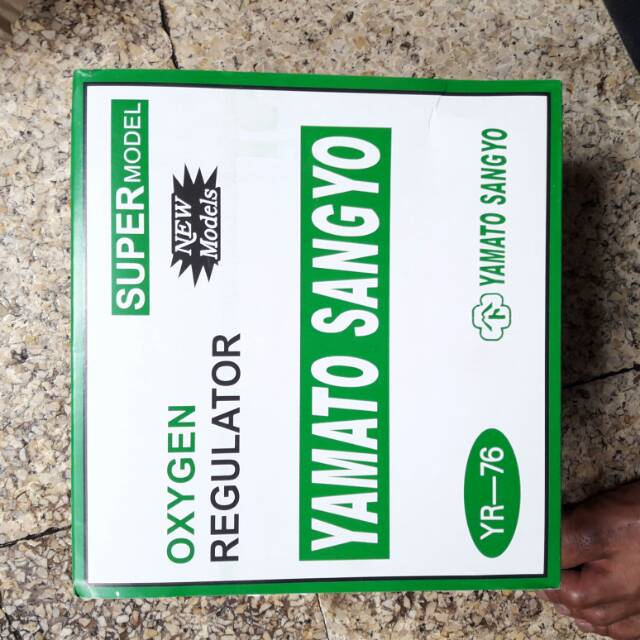 OXYGEN
REGULATOR
SUPER MODEL
NEW
Models
YAMATO SANGYO
YR-76
YAMATO SANGYO